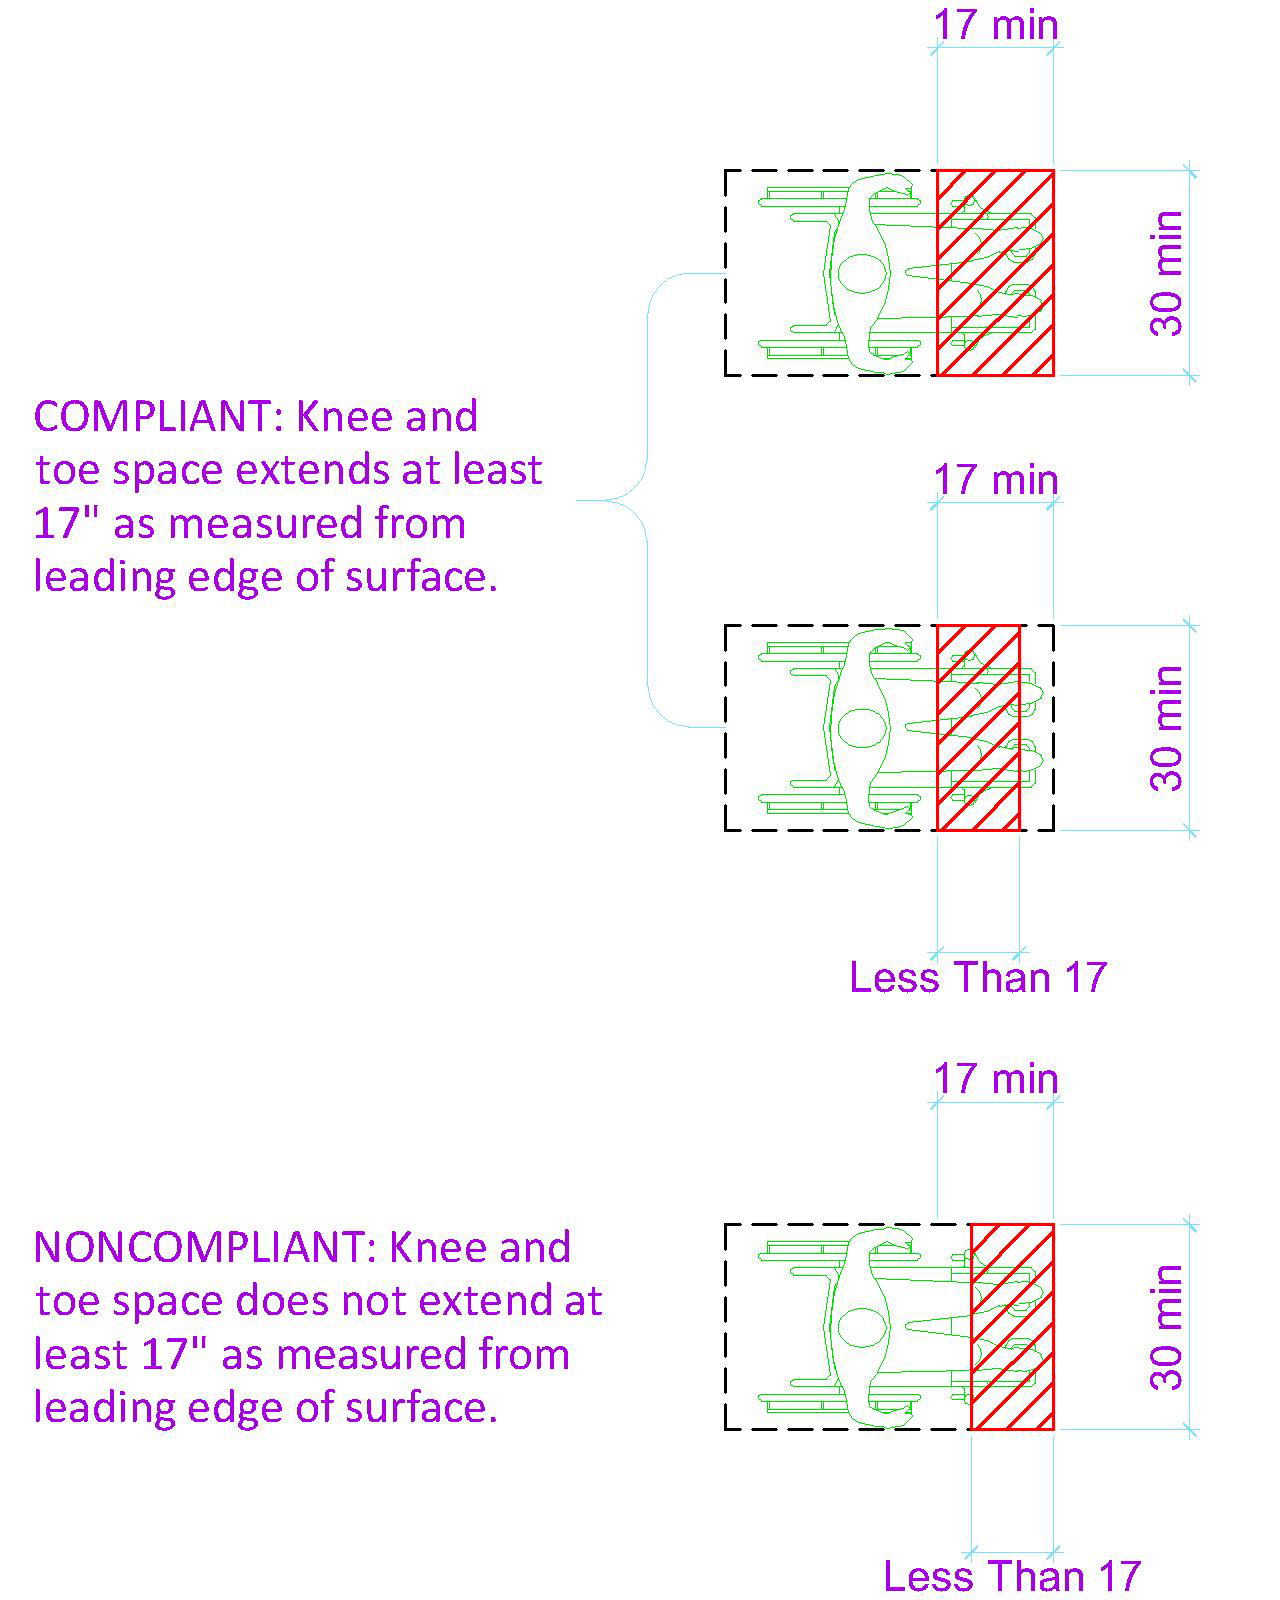 17 min
30 min
COMPLIANT: Knee and
toe space extends at least
17" as measured from
leading edge of surface.
17 min
30 min
Less Than 17
17 min
NONCOMPLIANT: Knee and
toe space does not extend at
least 17" as measured from
leading edge of surface.
30 min
Less Than 17